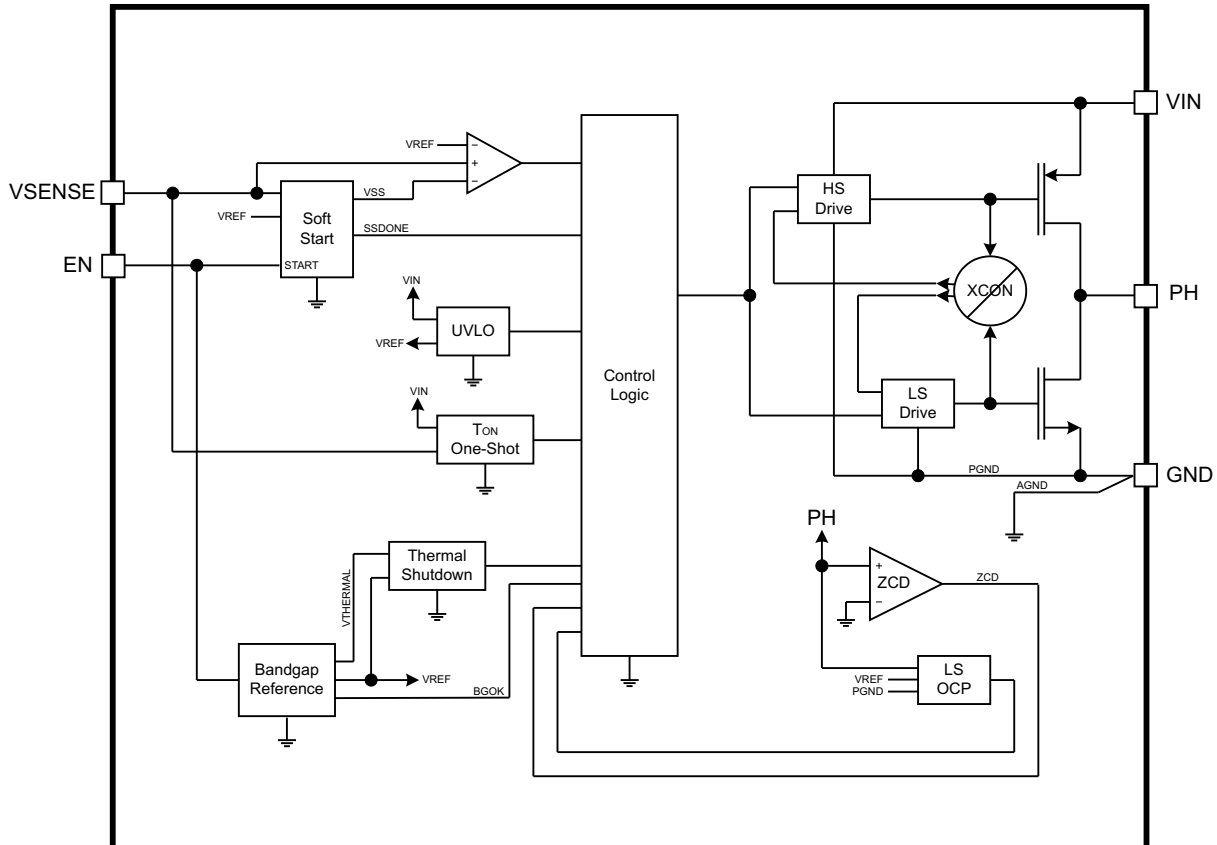 VIN
VREF
−
+
−
VSENSE
VSS
Soft
Start
VREF
SSDONE
START
EN
HS
Drive
XCON
PH
VIN
UVLO
VREF
Control
Logic
LS
Drive
VIN
TON
One-Shot
PGND
GND
AGND
PH
Thermal
Shutdown
VTHERMAL
+
ZCD
−
ZCD
Bandgap
Reference
VREF
BGOK
LS
OCP
VREF
PGND